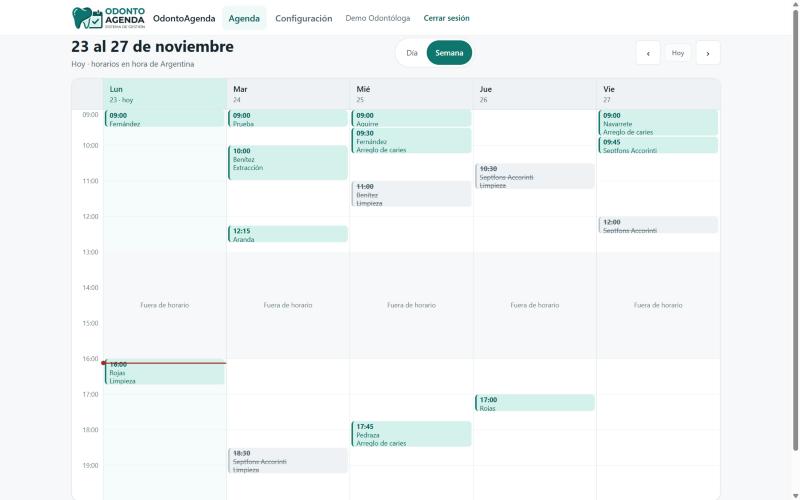 ODONTO
AGENDA
SISTEMA DE GESTIÓN
OdontoAgenda
Agenda
Configuración
Demo Odontóloga
Cerrar sesión
23 al 27 de noviembre
Hoy · horarios en hora de Argentina
Día
Semana
‹
Hoy
›
Lun
23 · hoy
Mar
24
Mié
25
Jue
26
Vie
27
09:00
10:00
11:00
12:00
13:00
14:00
15:00
16:00
17:00
18:00
19:00
09:00
Fernández
Fuera de horario
16:00
Rojas
Limpieza
09:00
Prueba
10:00
Benítez
Extracción
12:15
Aranda
Fuera de horario
18:30
Septfons Accorinti
Limpieza
09:00
Aguirre
09:30
Fernández
Arreglo de caries
11:00
Benítez
Limpieza
Fuera de horario
17:45
Pedraza
Arreglo de caries
10:30
Septfons Accorinti
Limpieza
Fuera de horario
17:00
Rojas
09:00
Navarrete
Arreglo de caries
09:45
Septfons Accorinti
12:00
Septfons Accorinti
Fuera de horario